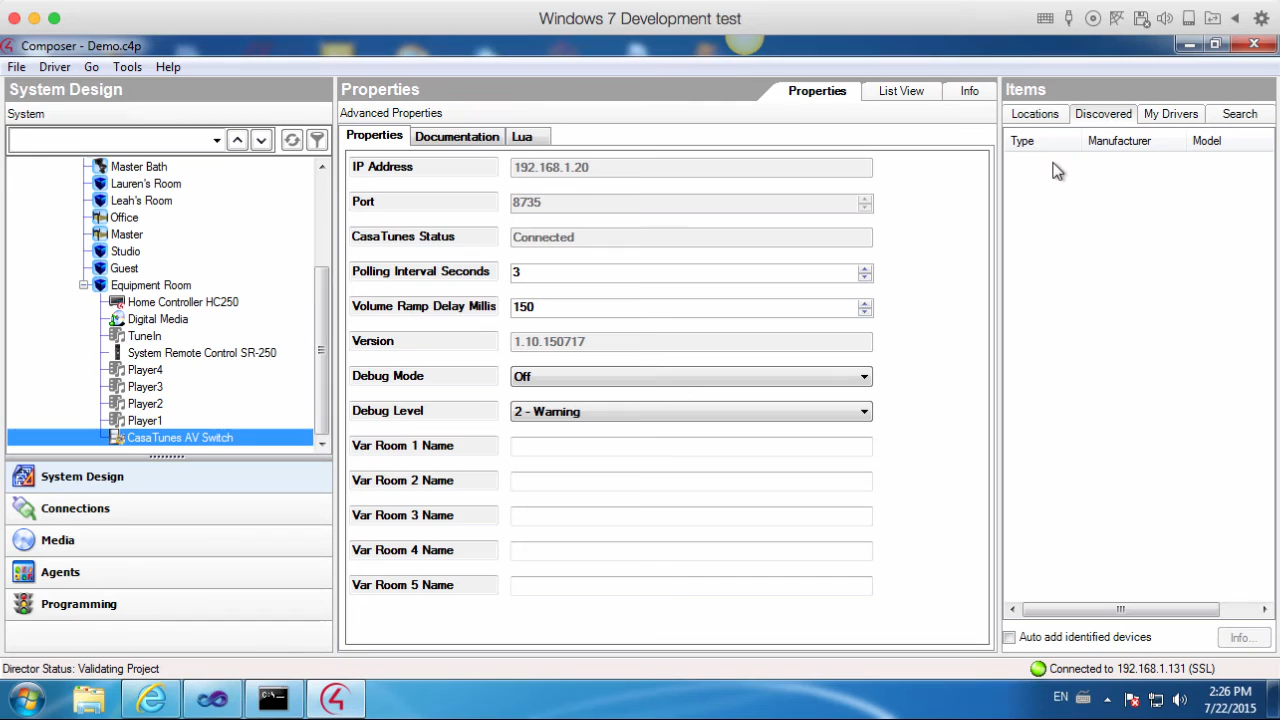 Windows 7 Development test
Composer - Demo.c4p
File Driver Go Tools Help
System Design
System
Master Bath
Lauren's Room
Leah's Room
Office
Master
Studio
Guest
Equipment Room
Home Controller HC250
Digital Media
TuneIn
System Remote Control SR-250
Player4
Player3
Player2
Player1
CasaTunes AV Switch
System Design
Connections
Media
Agents
Programming
Properties
Properties List View Info
Advanced Properties
Properties Documentation Lua
IP Address 192.168.1.20
Port 8735
CasaTunes Status Connected
Polling Interval Seconds 3
Volume Ramp Delay Millis 150
Version 1.10.150717
Debug Mode Off
Debug Level 2 - Warning
Var Room 1 Name
Var Room 2 Name
Var Room 3 Name
Var Room 4 Name
Var Room 5 Name
Items
Locations Discovered My Drivers Search
Type Manufacturer Model
Auto add identified devices Info...
Director Status: Validating Project
Connected to 192.168.1.131 (SSL)
EN
2:26 PM
7/22/2015